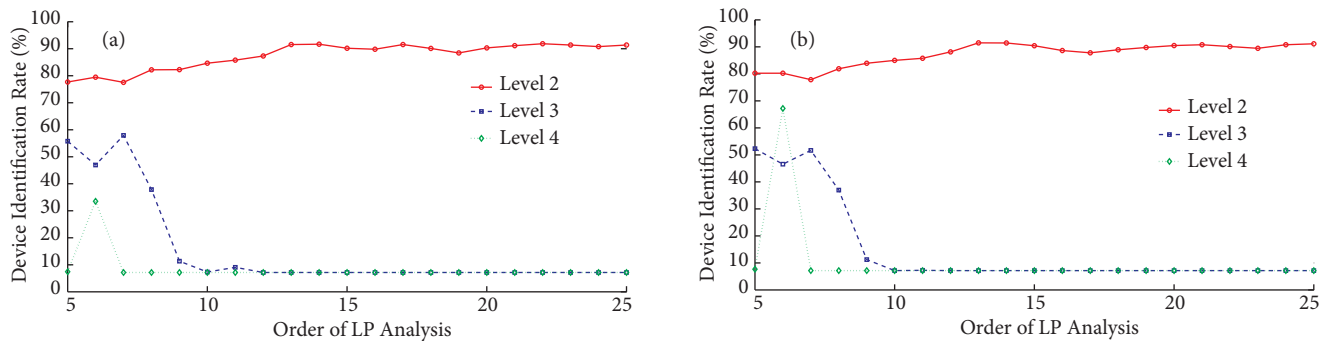 (a)
Device Identification Rate (%)
100
90
80
70
60
50
40
30
20
10
0
Level 2
Level 3
Level 4
5 10 15 20 25
Order of LP Analysis
(b)
Device Identification Rate (%)
100
90
80
70
60
50
40
30
20
10
0
Level 2
Level 3
Level 4
5 10 15 20 25
Order of LP Analysis